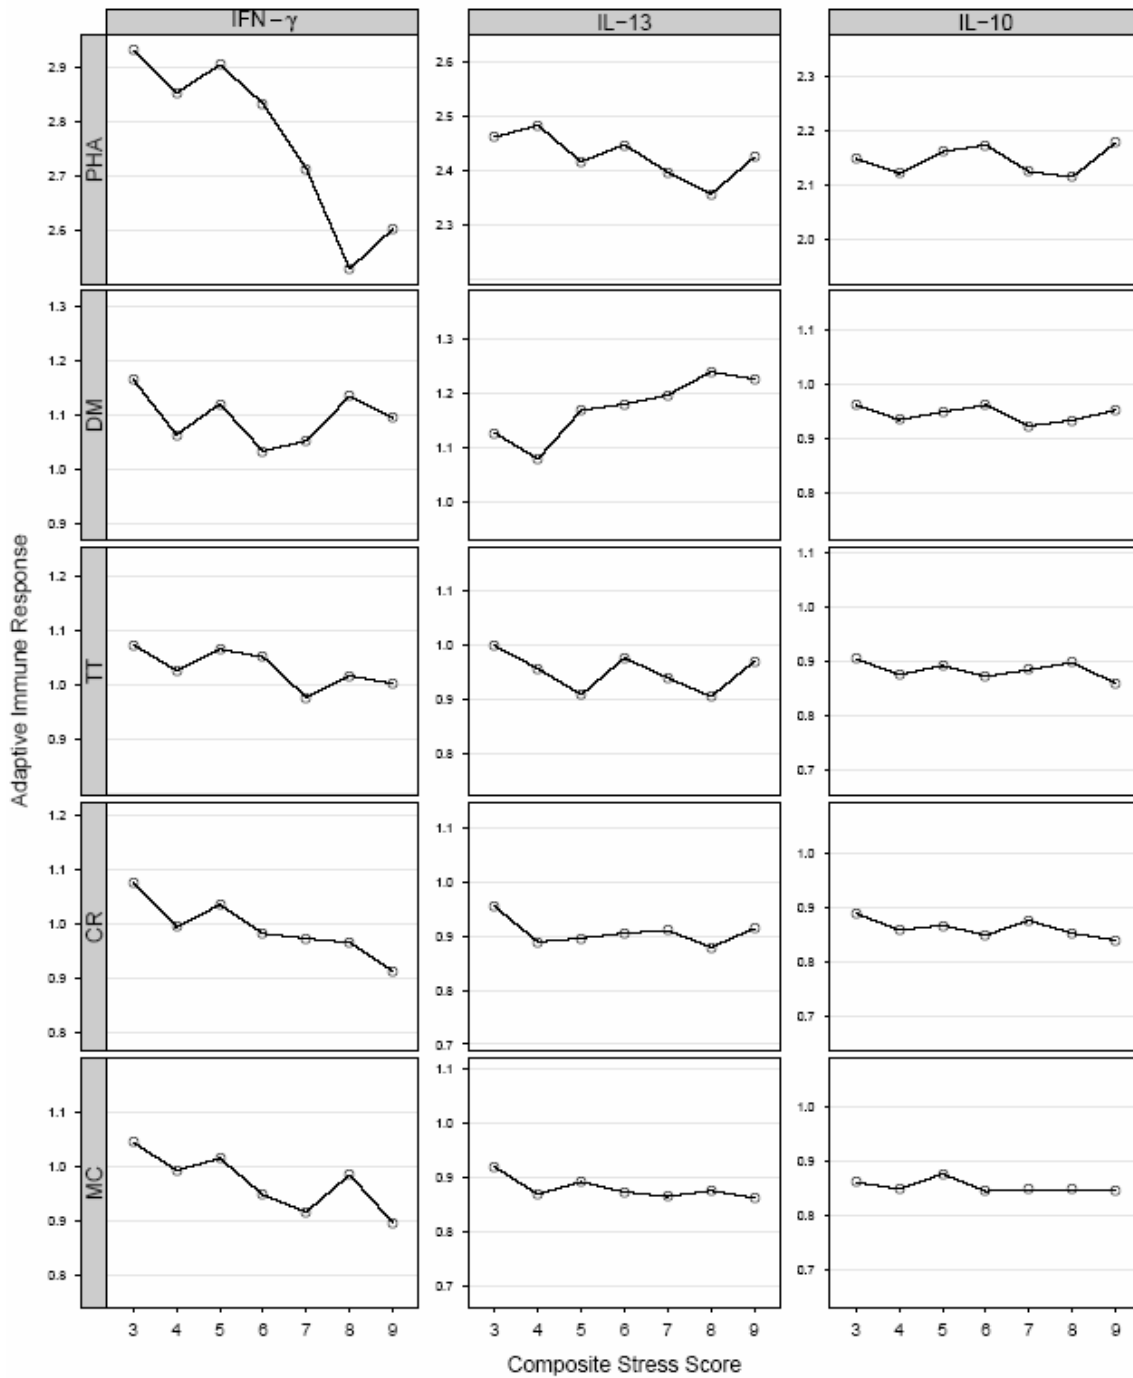 IFN−γ IL−13 IL−10
PHA
2.9 2.6 2.3
2.8 2.5 2.2
2.7 2.4 2.1
2.6 2.3 2.0
DM
1.3 1.3 1.1
1.2 1.2 1.0
1.1 1.1 0.9
1.0 1.0 0.8
0.9
Adaptive Immune Response
TT
1.2 1.1 1.1
1.1 1.0 1.0
1.0 0.9 0.9
0.9 0.8 0.8
0.7
CR
1.2 1.1 1.0
1.1 1.0 0.9
1.0 0.9 0.8
0.9 0.8 0.7
0.8 0.7
MC
1.1 1.1 1.0
1.0 1.0 0.9
0.9 0.9 0.8
0.8 0.8 0.7
0.7
3 4 5 6 7 8 9 3 4 5 6 7 8 9 3 4 5 6 7 8 9
Composite Stress Score